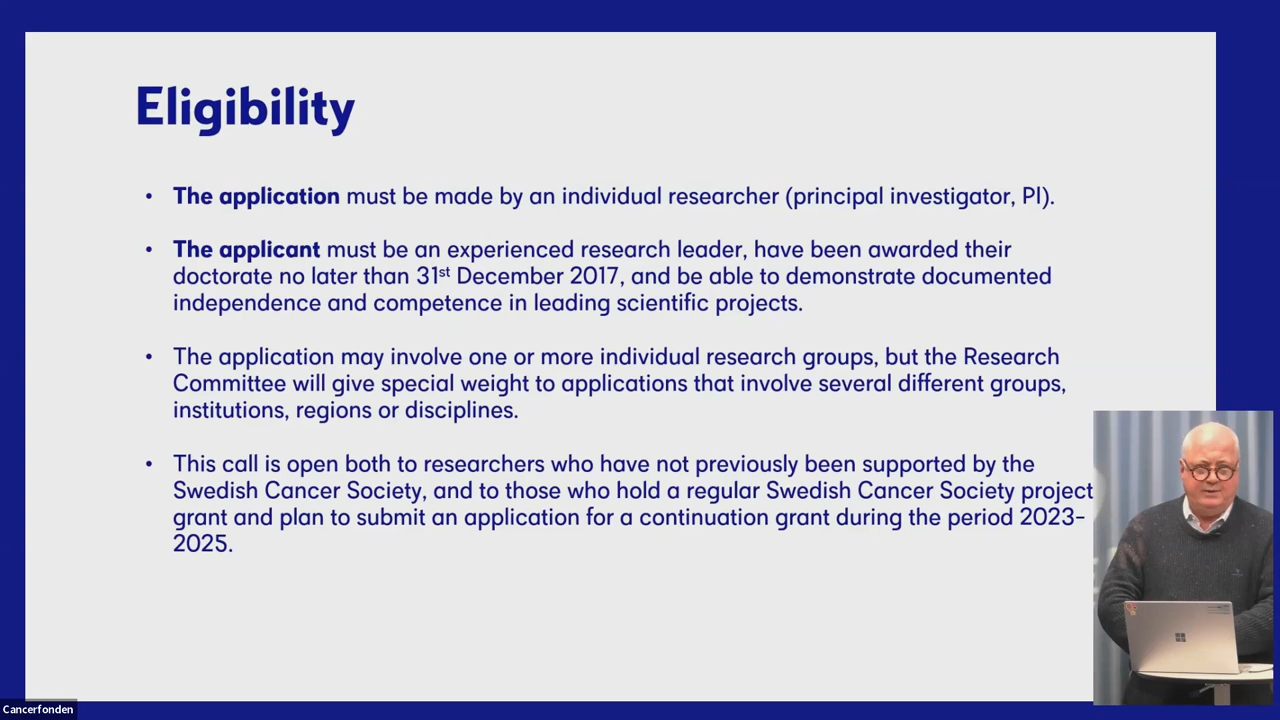 Eligibility
• The application must be made by an individual researcher (principal investigator, PI).
• The applicant must be an experienced research leader, have been awarded their
doctorate no later than 31st December 2017, and be able to demonstrate documented
independence and competence in leading scientific projects.
• The application may involve one or more individual research groups, but the Research
Committee will give special weight to applications that involve several different groups,
institutions, regions or disciplines.
• This call is open both to researchers who have not previously been supported by the
Swedish Cancer Society, and to those who hold a regular Swedish Cancer Society project
grant and plan to submit an application for a continuation grant during the period 2023-
2025.
Cancerfonden